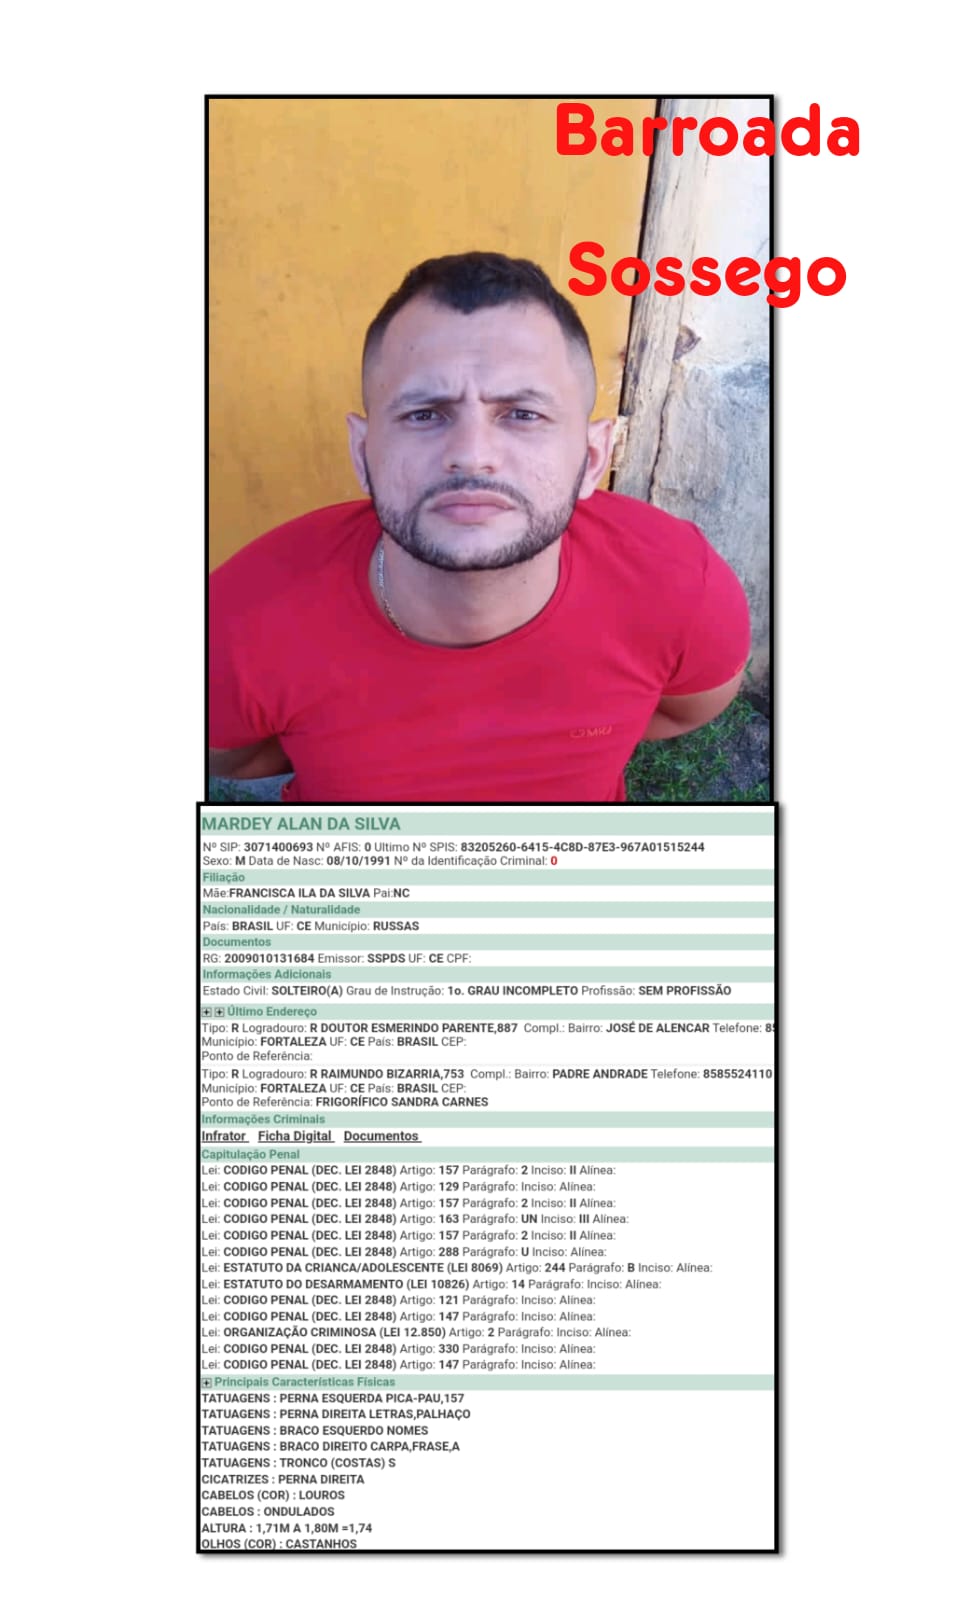 Barroada
Sossego
MARDEY ALAN DA SILVA
Nº SIP: 3071400693 Nº AFIS: 0 Ultimo Nº SPIS: 83205260-6415-4C8D-87E3-967A01515244
Sexo: M Data de Nasc: 08/10/1991 Nº da Identificação Criminal: 0
Filiação
Mãe:FRANCISCA ILA DA SILVA Pai:NC
Nacionalidade / Naturalidade
País: BRASIL UF: CE Município: RUSSAS
Documentos
RG: 2009010131684 Emissor: SSPDS UF: CE CPF:
Informações Adicionais
Estado Civil: SOLTEIRO(A) Grau de Instrução: 1o. GRAU INCOMPLETO Profissão: SEM PROFISSÃO
Último Endereço
Tipo: R Logradouro: R DOUTOR ESMERINDO PARENTE,887 Compl.: Bairro: JOSÉ DE ALENCAR Telefone:
Município: FORTALEZA UF: CE País: BRASIL CEP:
Ponto de Referência:
Tipo: R Logradouro: R RAIMUNDO BIZARRIA,753 Compl.: Bairro: PADRE ANDRADE Telefone: 8585524110
Município: FORTALEZA UF: CE País: BRASIL CEP:
Ponto de Referência: FRIGORÍFICO SANDRA CARNES
Informações Criminais
Infrator Ficha Digital Documentos
Capitulação Penal
Lei: CODIGO PENAL (DEC. LEI 2848) Artigo: 157 Parágrafo: 2 Inciso: II Alínea:
Lei: CODIGO PENAL (DEC. LEI 2848) Artigo: 129 Parágrafo: Inciso: Alínea:
Lei: CODIGO PENAL (DEC. LEI 2848) Artigo: 157 Parágrafo: 2 Inciso: II Alínea:
Lei: CODIGO PENAL (DEC. LEI 2848) Artigo: 163 Parágrafo: UN Inciso: III Alínea:
Lei: CODIGO PENAL (DEC. LEI 2848) Artigo: 157 Parágrafo: 2 Inciso: II Alínea:
Lei: CODIGO PENAL (DEC. LEI 2848) Artigo: 288 Parágrafo: U Inciso: Alínea:
Lei: ESTATUTO DA CRIANCA/ADOLESCENTE (LEI 8069) Artigo: 244 Parágrafo: B Inciso: Alínea:
Lei: ESTATUTO DO DESARMAMENTO (LEI 10826) Artigo: 14 Parágrafo: Inciso: Alínea:
Lei: CODIGO PENAL (DEC. LEI 2848) Artigo: 121 Parágrafo: Inciso: Alínea:
Lei: CODIGO PENAL (DEC. LEI 2848) Artigo: 147 Parágrafo: Inciso: Alínea:
Lei: ORGANIZAÇÃO CRIMINOSA (LEI 12.850) Artigo: 2 Parágrafo: Inciso: Alínea:
Lei: CODIGO PENAL (DEC. LEI 2848) Artigo: 330 Parágrafo: Inciso: Alínea:
Lei: CODIGO PENAL (DEC. LEI 2848) Artigo: 147 Parágrafo: Inciso: Alínea:
Principais Características Físicas
TATUAGENS : PERNA ESQUERDA PICA-PAU,157
TATUAGENS : PERNA DIREITA LETRAS,PALHAÇO
TATUAGENS : BRACO ESQUERDO NOMES
TATUAGENS : BRACO DIREITO CARPA,FRASE,A
TATUAGENS : TRONCO (COSTAS) S
CICATRIZES : PERNA DIREITA
CABELOS (COR) : LOUROS
CABELOS : ONDULADOS
ALTURA : 1,71M A 1,80M =1,74
OLHOS (COR) : CASTANHOS